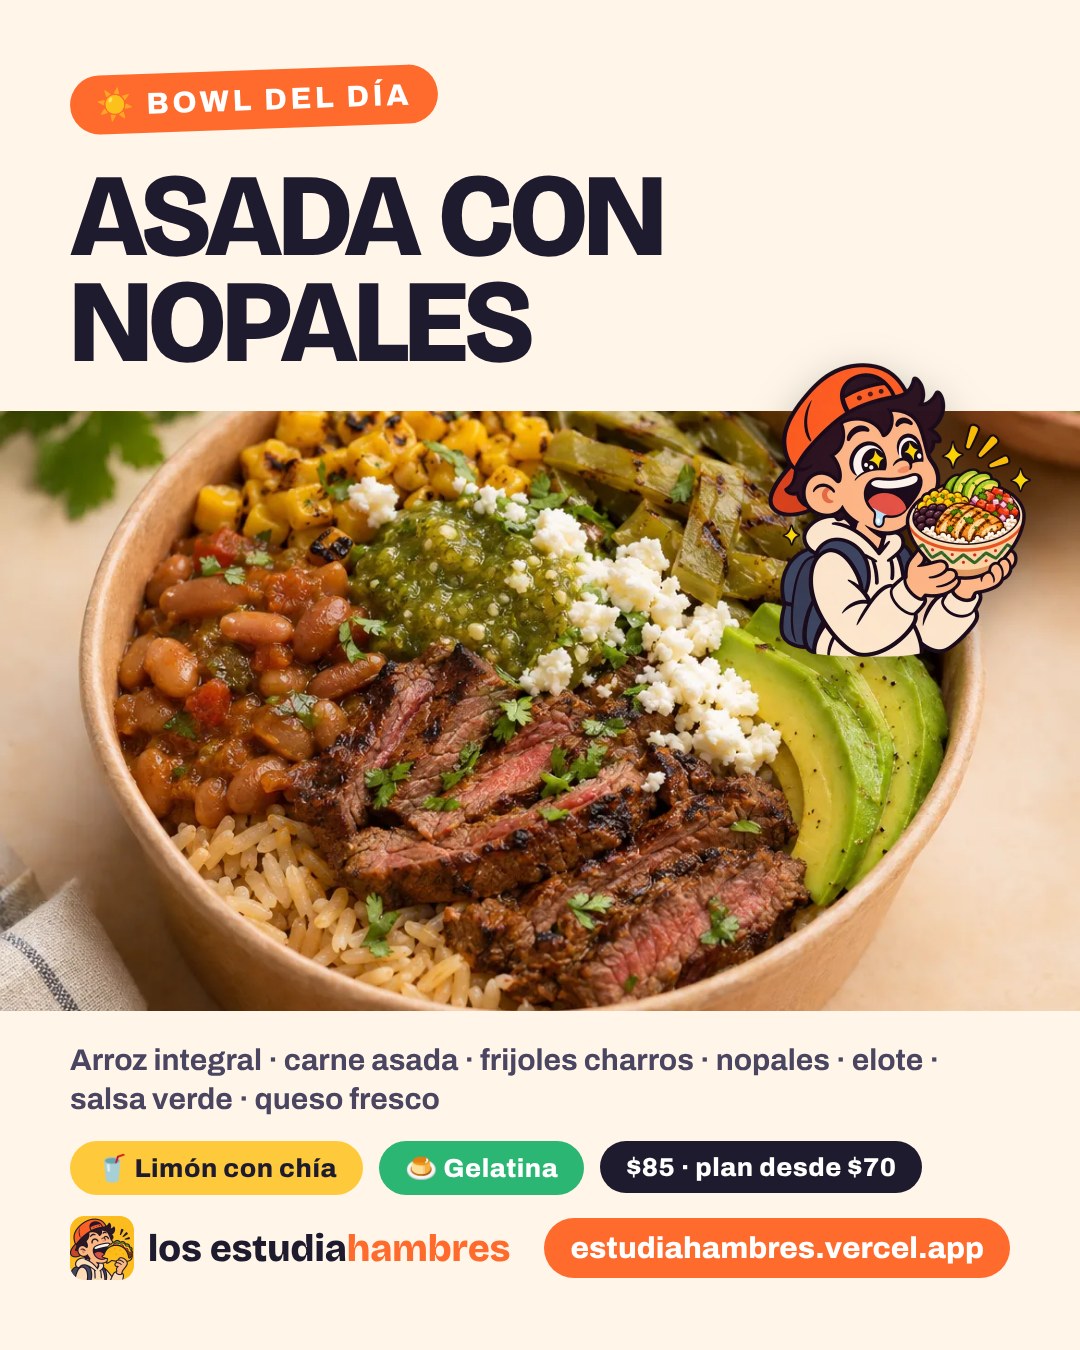 BOWL DEL DÍA
ASADA CON
NOPALES
Arroz integral · carne asada · frijoles charros · nopales · elote ·
salsa verde · queso fresco
Limón con chía
Gelatina
$85 · plan desde $70
los estudiahambres
estudiahambres.vercel.app